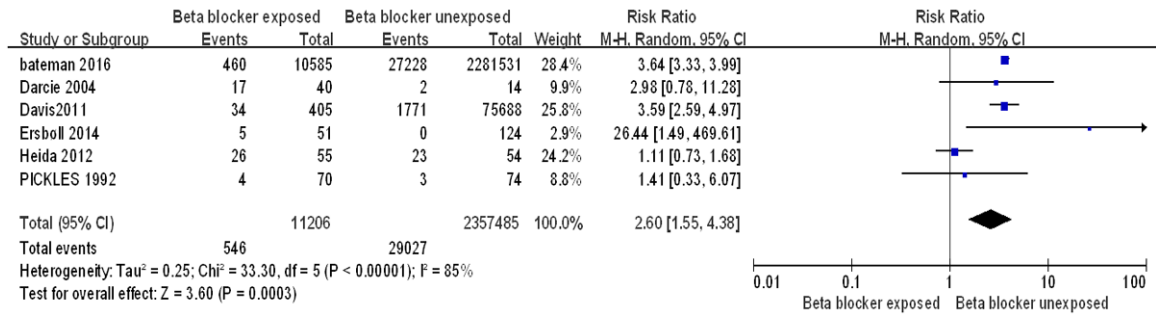 Beta blocker exposed Beta blocker unexposed Risk Ratio Risk Ratio
Study or Subgroup Events Total Events Total Weight M-H, Random, 95% CI M-H, Random, 95% CI
bateman 2016 460 10585 27228 2281531 28.4% 3.64 [3.33, 3.99]
Darcie 2004 17 40 2 14 9.9% 2.98 [0.78, 11.28]
Davis2011 34 405 1771 75688 25.8% 3.59 [2.59, 4.97]
Ersboll 2014 5 51 0 124 2.9% 26.44 [1.49, 469.61]
Heida 2012 26 55 23 54 24.2% 1.11 [0.73, 1.68]
PICKLES 1992 4 70 3 74 8.8% 1.41 [0.33, 6.07]
Total (95% CI) 11206 2357485 100.0% 2.60 [1.55, 4.38]
Total events 546 29027
Heterogeneity: Tau² = 0.25; Chi² = 33.30, df = 5 (P < 0.00001); I² = 85%
Test for overall effect: Z = 3.60 (P = 0.0003)
0.01 0.1 1 10 100
Beta blocker exposed Beta blocker unexposed